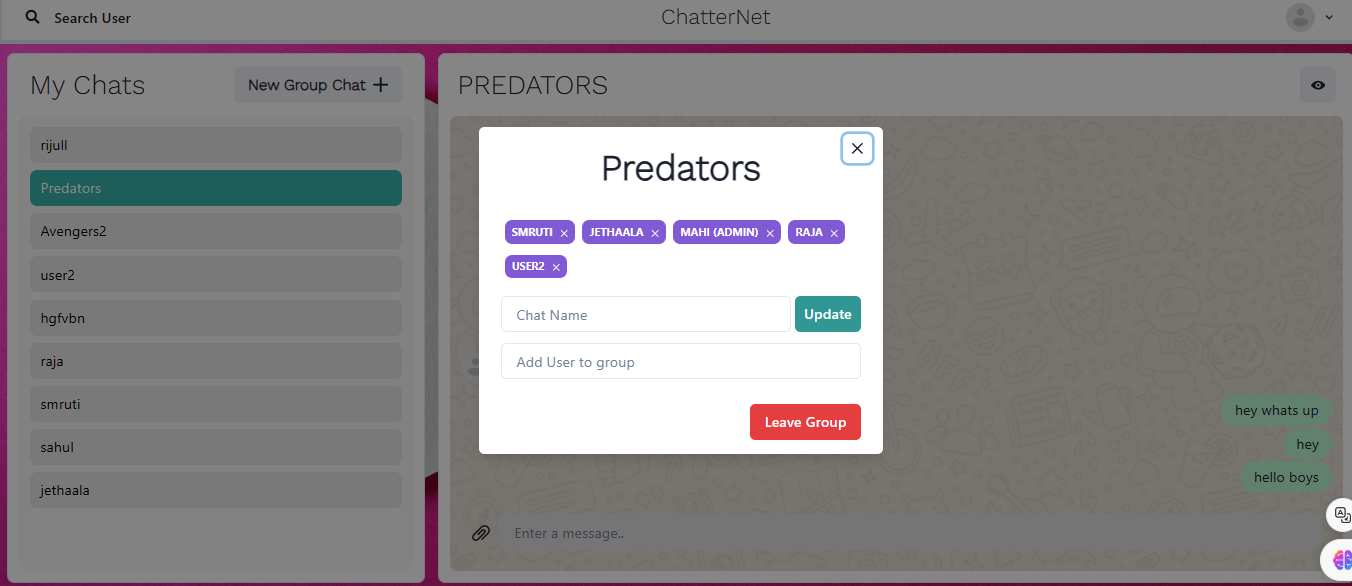 Search User
ChatterNet
My Chats
New Group Chat
rijull
Predators
Avengers2
user2
hgfvbn
raja
smruti
sahul
jethaala
PREDATORS
Predators
SMRUTI JETHAALA MAHI (ADMIN) RAJA
USER2
Chat Name Update
Add User to group
Leave Group
hey whats up
hey
hello boys
Enter a message..